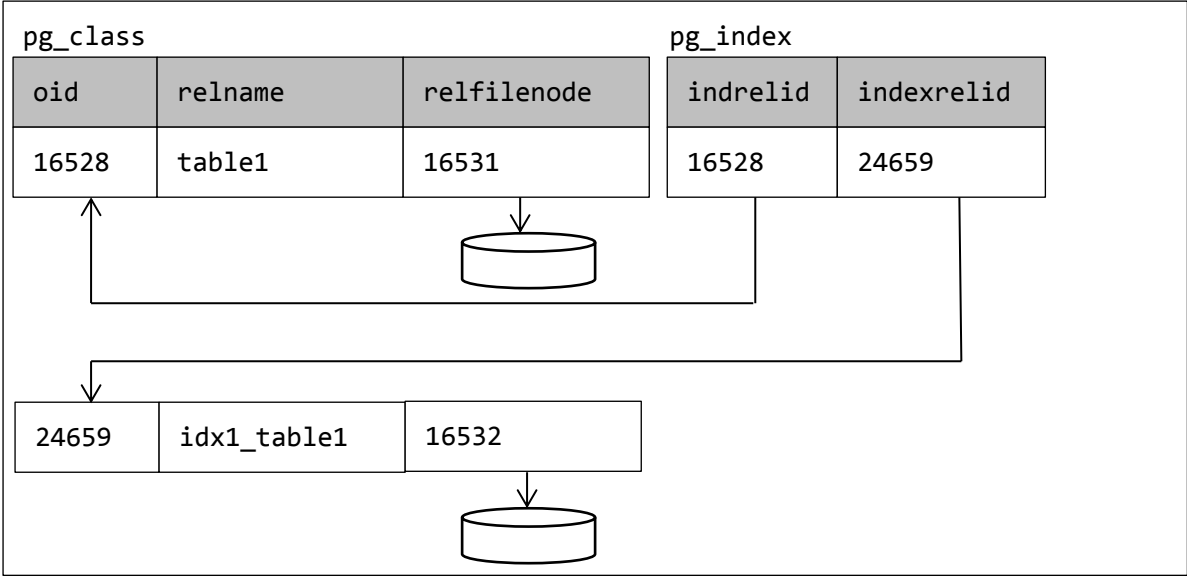 pg_class pg_index
oid relname relfilenode indrelid indexrelid
16528 table1 16531 16528 24659
24659 idx1_table1 16532